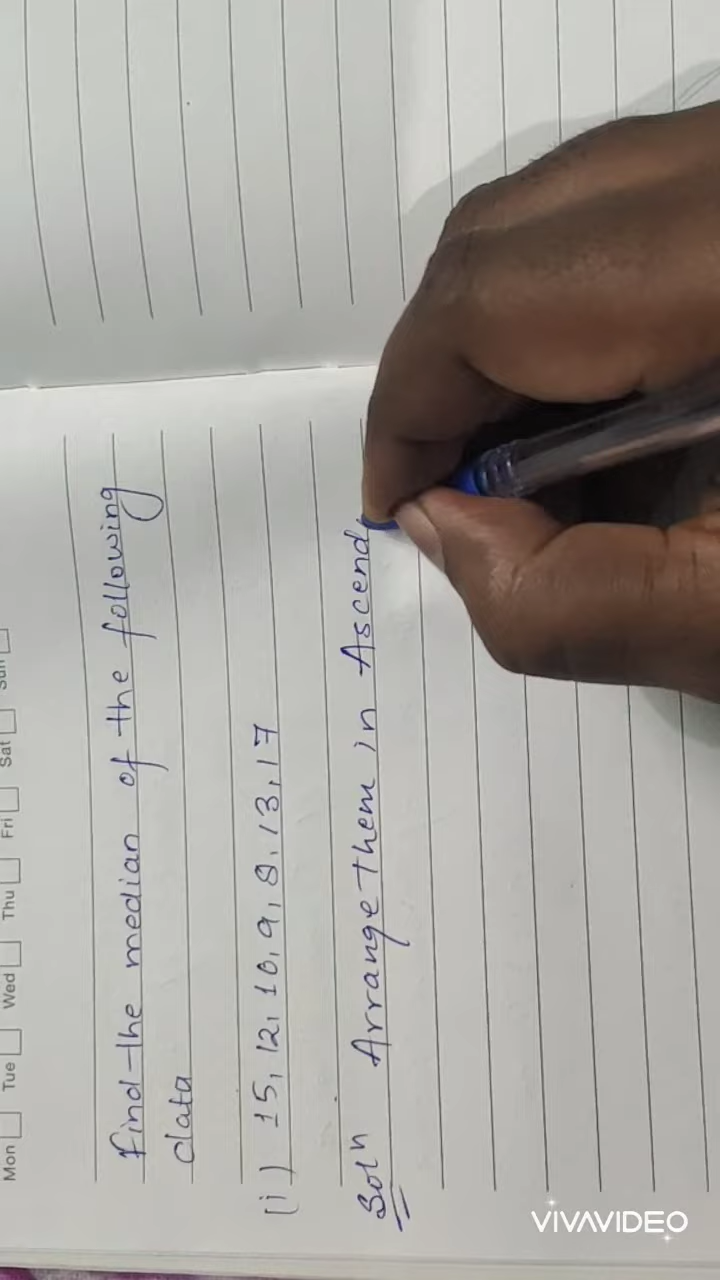 Mon Tue Wed Thu Fri Sat Sun
Find the median of the following
data
(i) 15, 12, 10, 9, 8, 13, 17
Solⁿ Arrange them in Ascend
VIVAVIDEO